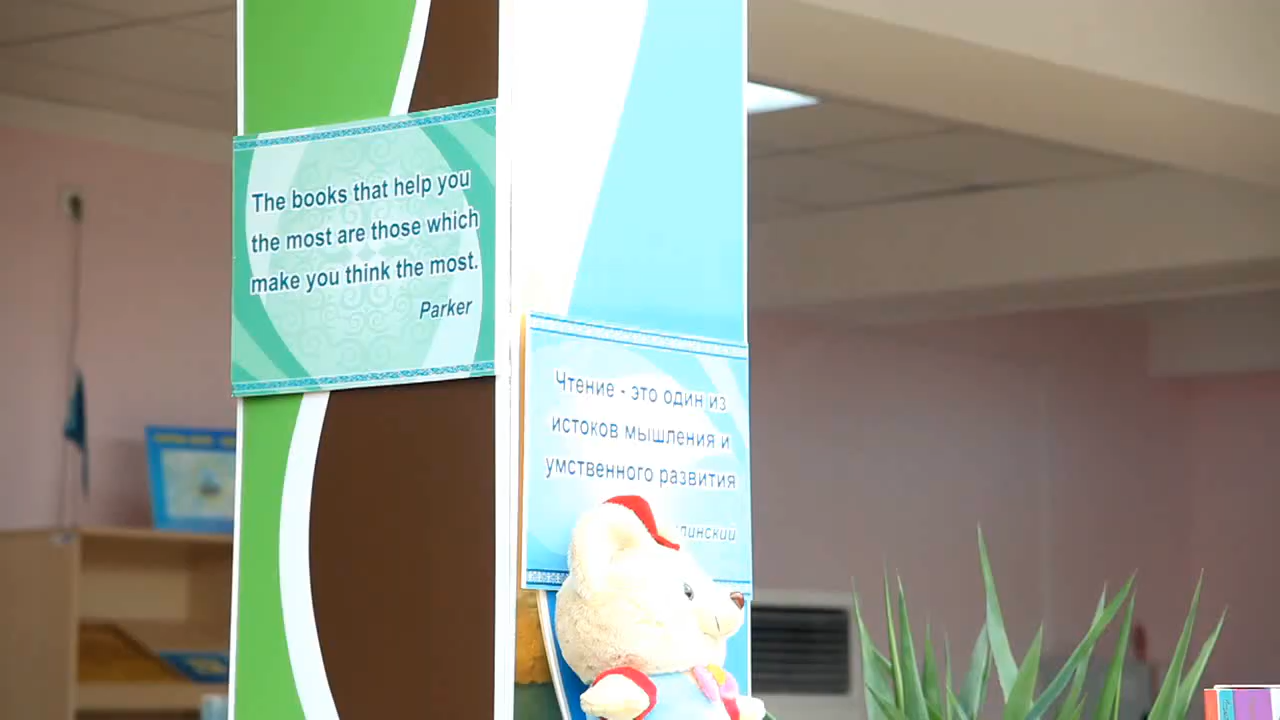 The books that help you
the most are those which
make you think the most.
Parker
Чтение - это один из
истоков мышления и
умственного развития